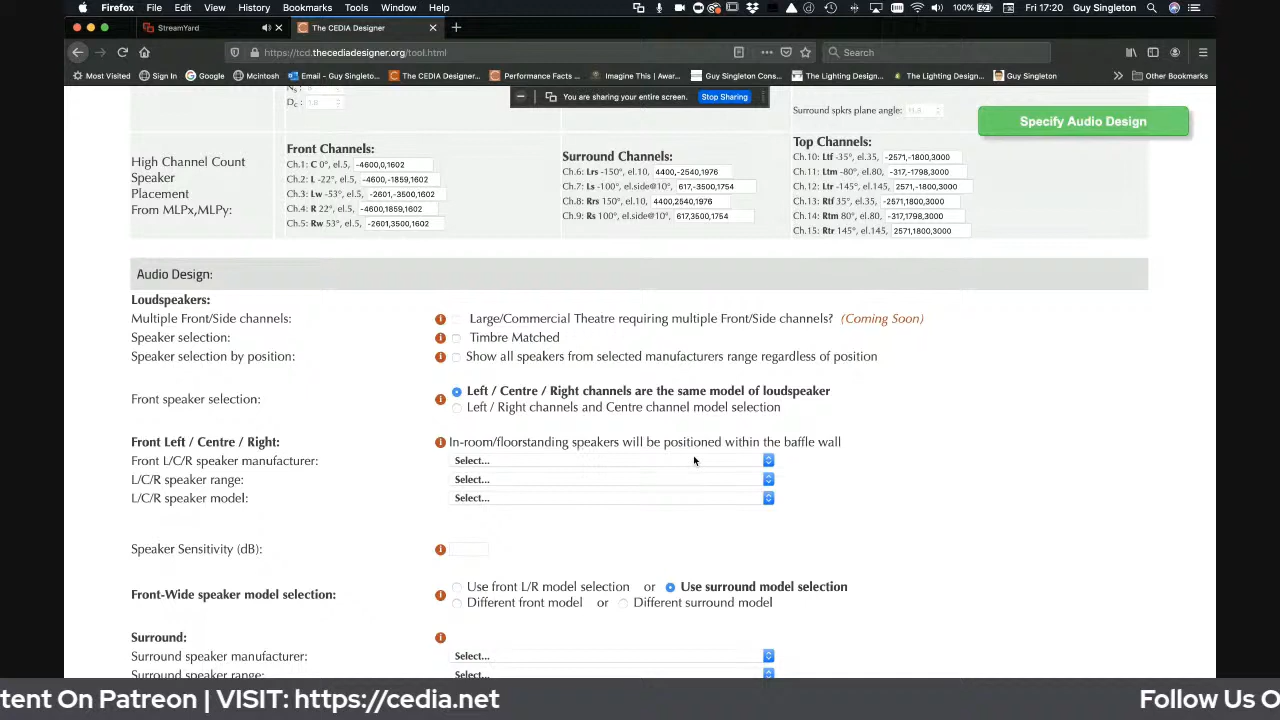 Firefox File Edit View History Bookmarks Tools Window Help 100% Fri 17:20 Guy Singleton
StreamYard The CEDIA Designer
https://tcd.thecediadesigner.org/tool.html Search
Most Visited Sign In Google Mcintosh Email - Guy Singleto... The CEDIA Designer... Performance Facts ... Imagine This | Awar... Guy Singleton Cons... The Lighting Design... The Lighting Design... Guy Singleton Other Bookmarks
You are sharing your entire screen. Stop Sharing
Dc: 1.8
Surround spkrs plane angle:
Specify Audio Design
High Channel Count
Speaker
Placement
From MLPx,MLPy:
Front Channels:
Ch.1: C 0°, el.5, -4600,0,1602
Ch.2: L -22°, el.5, -4600,-1859,1602
Ch.3: Lw -53°, el.5, -2601,-3500,1602
Ch.4: R 22°, el.5, -4600,1859,1602
Ch.5: Rw 53°, el.5, -2601,3500,1602
Surround Channels:
Ch.6: Lrs -150°, el.10, 4400,-2540,1976
Ch.7: Ls -100°, el.side@10°, 617,-3500,1754
Ch.8: Rrs 150°, el.10, 4400,2540,1976
Ch.9: Rs 100°, el.side@10°, 617,3500,1754
Top Channels:
Ch.10: Ltf -35°, el.35, -2571,-1800,3000
Ch.11: Ltm -80°, el.80, -317,-1798,3000
Ch.12: Ltr -145°, el.145, 2571,-1800,3000
Ch.13: Rtf 35°, el.35, -2571,1800,3000
Ch.14: Rtm 80°, el.80, -317,1798,3000
Ch.15: Rtr 145°, el.145, 2571,1800,3000
Audio Design:
Loudspeakers:
Multiple Front/Side channels: Large/Commercial Theatre requiring multiple Front/Side channels? (Coming Soon)
Speaker selection: Timbre Matched
Speaker selection by position: Show all speakers from selected manufacturers range regardless of position
Front speaker selection: Left / Centre / Right channels are the same model of loudspeaker
Left / Right channels and Centre channel model selection
Front Left / Centre / Right: In-room/floorstanding speakers will be positioned within the baffle wall
Front L/C/R speaker manufacturer: Select...
L/C/R speaker range: Select...
L/C/R speaker model: Select...
Speaker Sensitivity (dB):
Front-Wide speaker model selection: Use front L/R model selection or Use surround model selection
Different front model or Different surround model
Surround:
Surround speaker manufacturer: Select...
Surround speaker range: Select...
tent On Patreon | VISIT: https://cedia.net Follow Us O